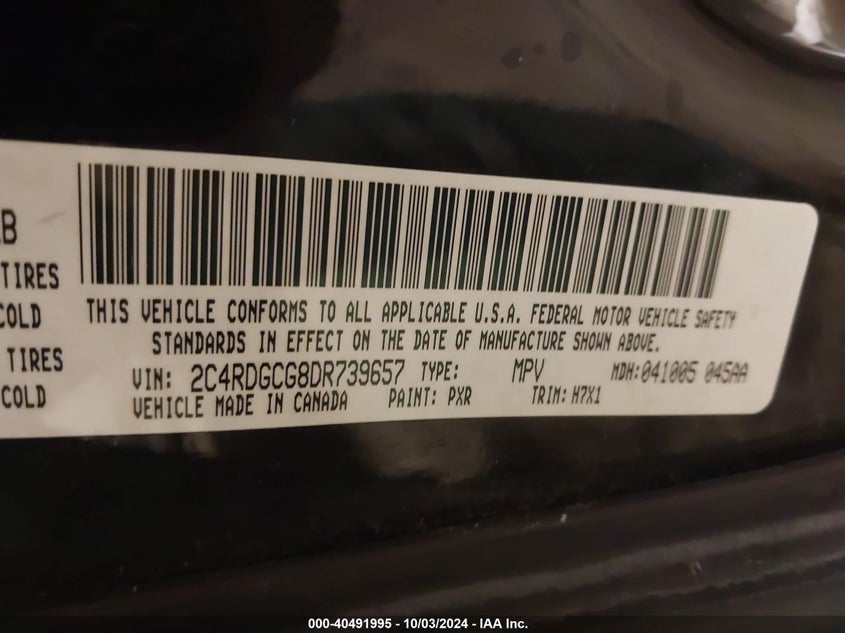 B
TIRES
COLD
TIRES
COLD
THIS VEHICLE CONFORMS TO ALL APPLICABLE U.S.A. FEDERAL MOTOR VEHICLE SAFETY
STANDARDS IN EFFECT ON THE DATE OF MANUFACTURE SHOWN ABOVE.
VIN: 2C4RDGCG8DR739657 TYPE: MPV MDH:041005 045AA
VEHICLE MADE IN CANADA PAINT: PXR TRIM: H7X1
000-40491995 - 10/03/2024 - IAA Inc.